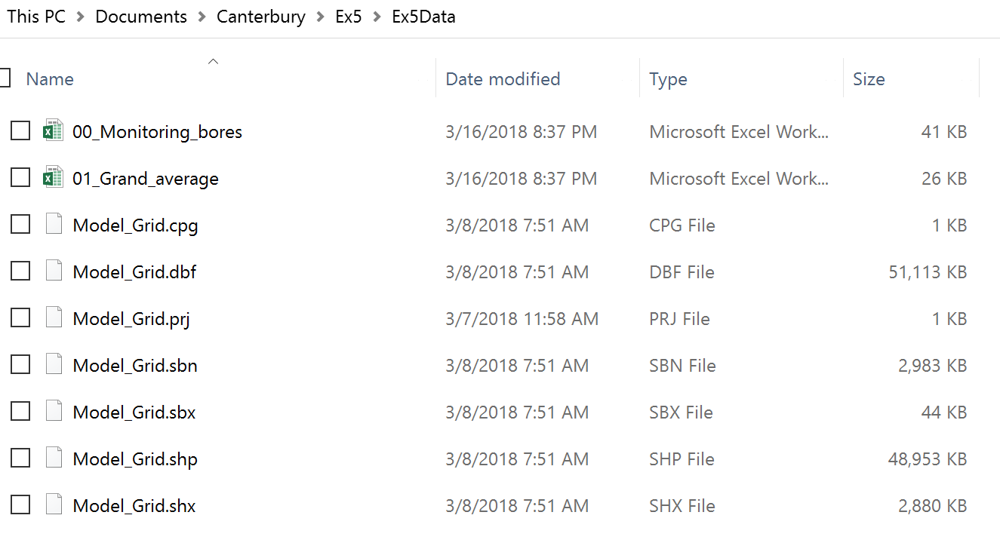 This PC > Documents > Canterbury > Ex5 > Ex5Data
Name Date modified Type Size
00_Monitoring_bores 3/16/2018 8:37 PM Microsoft Excel Work... 41 KB
01_Grand_average 3/16/2018 8:37 PM Microsoft Excel Work... 26 KB
Model_Grid.cpg 3/8/2018 7:51 AM CPG File 1 KB
Model_Grid.dbf 3/8/2018 7:51 AM DBF File 51,113 KB
Model_Grid.prj 3/7/2018 11:58 AM PRJ File 1 KB
Model_Grid.sbn 3/8/2018 7:51 AM SBN File 2,983 KB
Model_Grid.sbx 3/8/2018 7:51 AM SBX File 44 KB
Model_Grid.shp 3/8/2018 7:51 AM SHP File 48,953 KB
Model_Grid.shx 3/8/2018 7:51 AM SHX File 2,880 KB